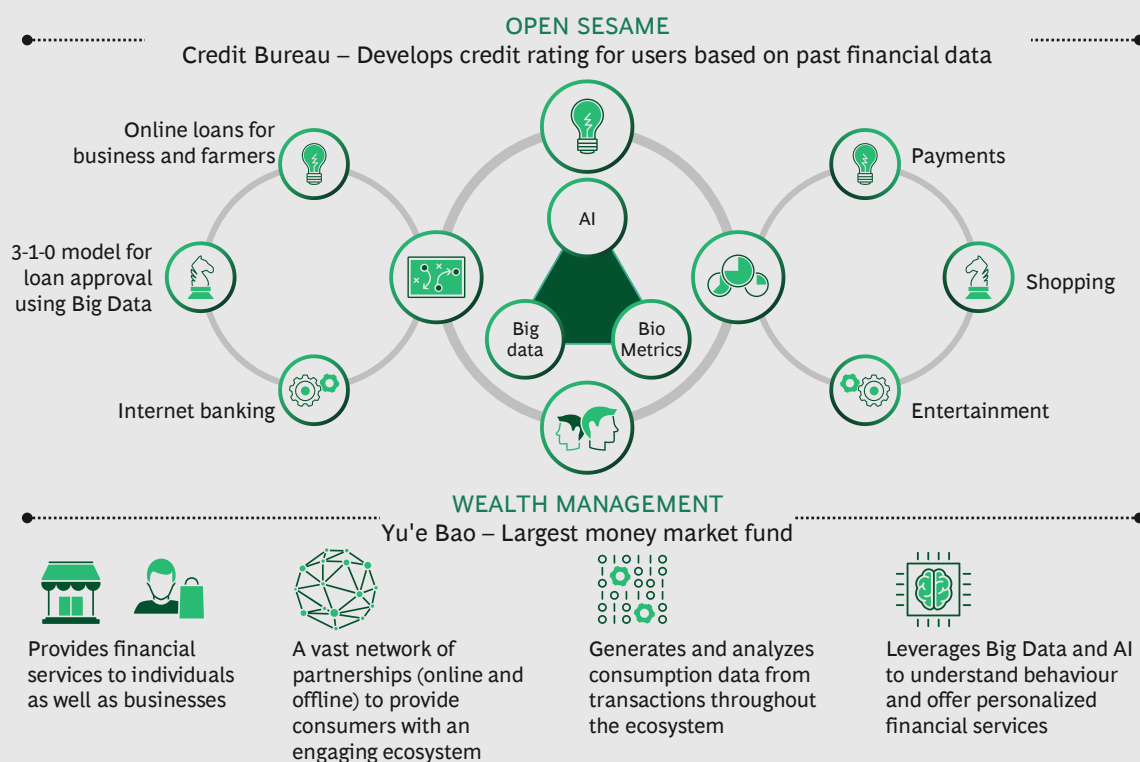 OPEN SESAME
Credit Bureau – Develops credit rating for users based on past financial data
Online loans for
business and farmers
3-1-0 model for
loan approval
using Big Data
Internet banking
AI
Big
data
Bio
Metrics
Payments
Shopping
Entertainment
WEALTH MANAGEMENT
Yu'e Bao – Largest money market fund
Provides financial
services to individuals
as well as businesses
A vast network of
partnerships (online and
offline) to provide
consumers with an
engaging ecosystem
Generates and analyzes
consumption data from
transactions throughout
the ecosystem
Leverages Big Data and AI
to understand behaviour
and offer personalized
financial services